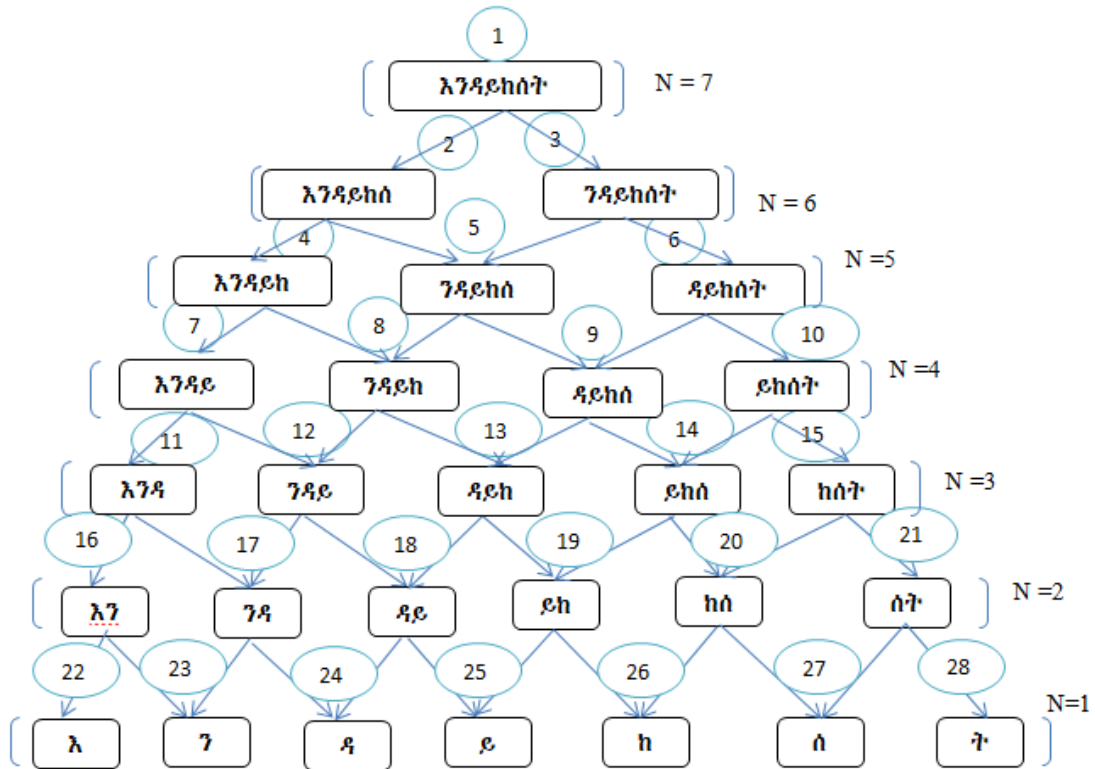 1
እንዳይከሰት N = 7
2 3
እንዳይከሰ ንዳይከሰት N = 6
4 5 6
እንዳይከ ንዳይከሰ ዳይከሰት N =5
7 8 9 10
እንዳይ ንዳይከ ዳይከሰ ይከሰት N =4
11 12 13 14 15
እንዳ ንዳይ ዳይከ ይከሰ ከሰት N =3
16 17 18 19 20 21
እን ንዳ ዳይ ይከ ከሰ ሰት N =2
22 23 24 25 26 27 28
እ ን ዳ ይ ከ ሰ ት N=1